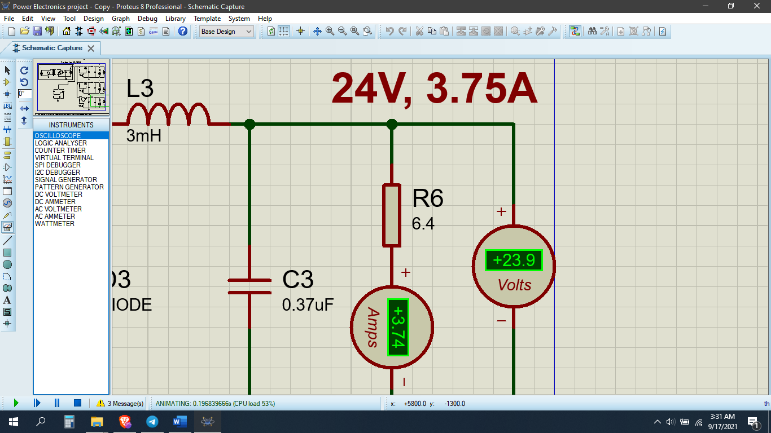 Power Electronics project - Copy - Proteus 8 Professional - Schematic Capture
File Edit View Tool Design Graph Debug Library Template System Help
Base Design
Schematic Capture
INSTRUMENTS
OSCILLOSCOPE
LOGIC ANALYSER
COUNTER TIMER
VIRTUAL TERMINAL
SPI DEBUGGER
I2C DEBUGGER
SIGNAL GENERATOR
PATTERN GENERATOR
DC VOLTMETER
DC AMMETER
AC VOLTMETER
AC AMMETER
WATTMETER
24V, 3.75A
L3
3mH
R6
6.4
+
+23.9
Volts
+
C3
0.37uF
D3
IODE
Amps
+3.74
3 Message(s)
ANIMATING: 0.196839666s (CPU load 53%)
x: +5800.0 y: -1300.0 th
3:31 AM
9/17/2021